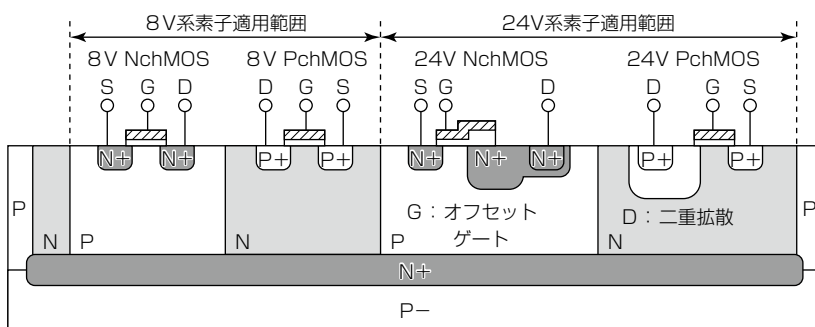 8V系素子適用範囲 24V系素子適用範囲
8V NchMOS 8V PchMOS 24V NchMOS 24V PchMOS
S G D D G S S G D D G S
N+ N+ P+ P+ N+ N+ N+ P+ P+
P P
G：オフセット D：二重拡散
N P N P ゲート N
N+
P−